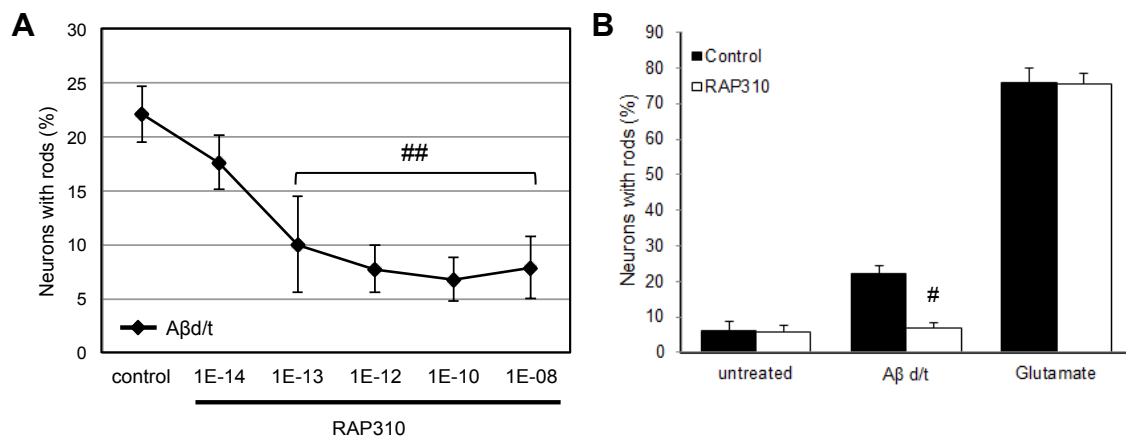 A
Neurons with rods (%)
30
25
20
15
10
5
0
##
Aβd/t
control 1E-14 1E-13 1E-12 1E-10 1E-08
RAP310
B
Neurons with rods (%)
90
80
70
60
50
40
30
20
10
0
Control
RAP310
#
untreated Aβ d/t Glutamate